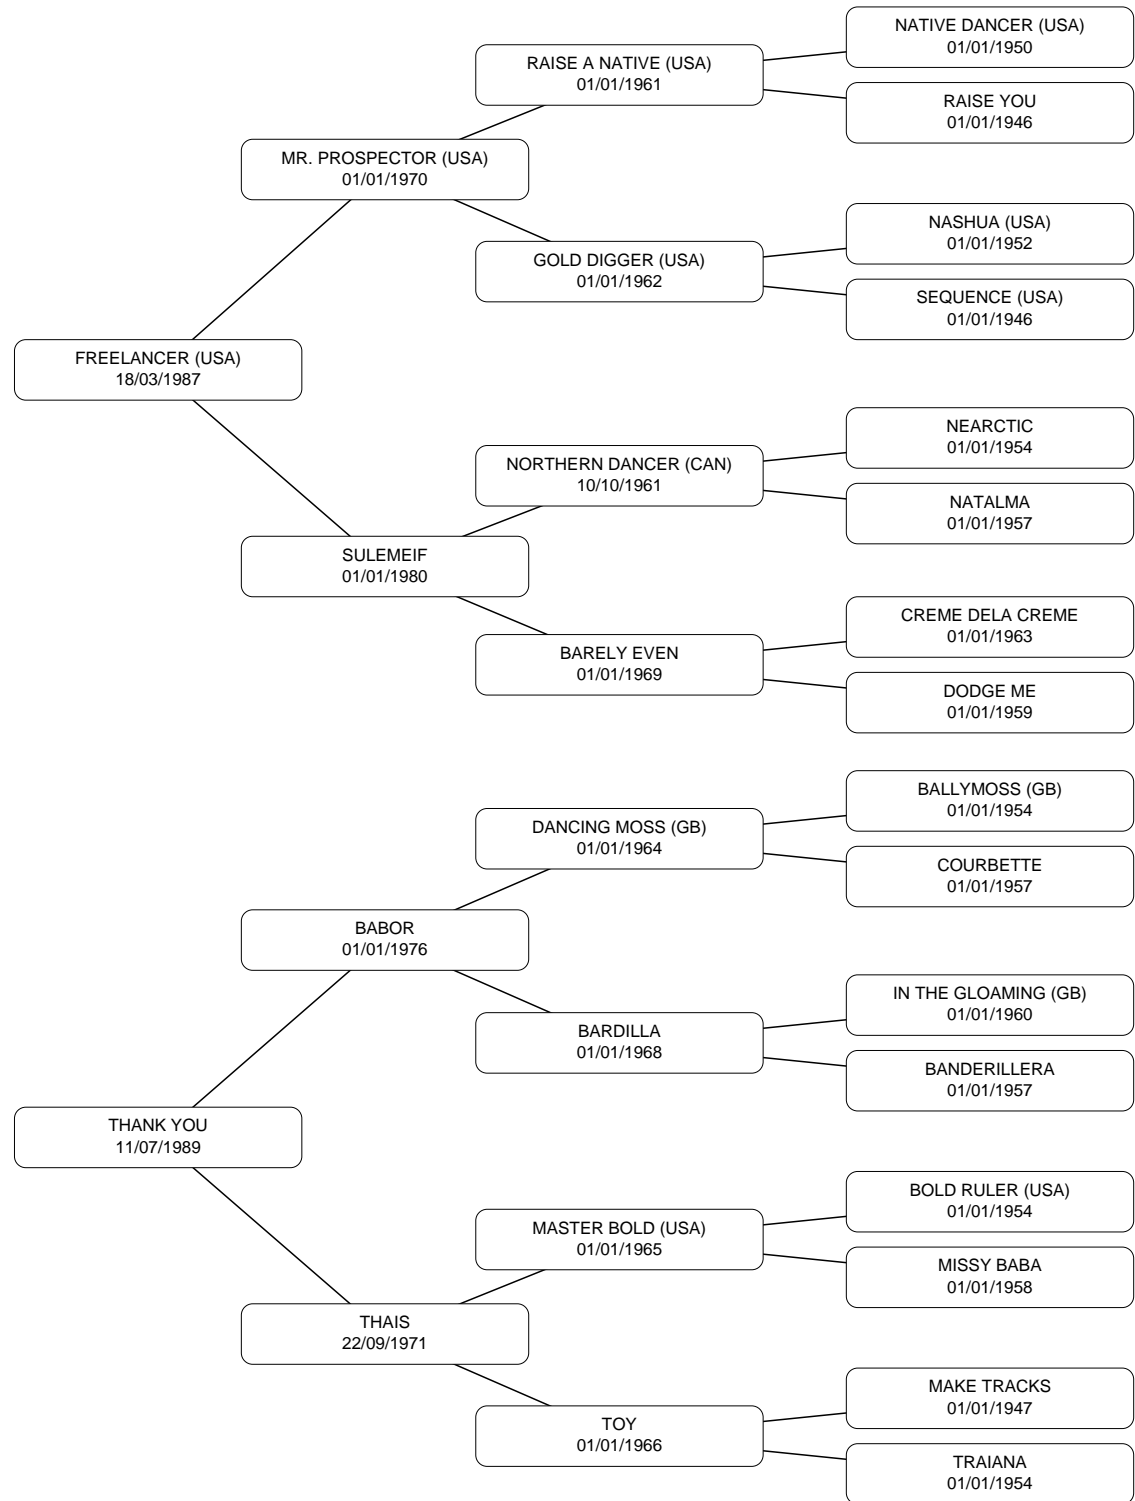 NATIVE DANCER (USA)
01/01/1950
RAISE A NATIVE (USA)
01/01/1961
RAISE YOU
01/01/1946
MR. PROSPECTOR (USA)
01/01/1970
NASHUA (USA)
01/01/1952
GOLD DIGGER (USA)
01/01/1962
SEQUENCE (USA)
01/01/1946
FREELANCER (USA)
18/03/1987
NEARCTIC
01/01/1954
NORTHERN DANCER (CAN)
10/10/1961
NATALMA
01/01/1957
SULEMEIF
01/01/1980
CREME DELA CREME
01/01/1963
BARELY EVEN
01/01/1969
DODGE ME
01/01/1959
BALLYMOSS (GB)
01/01/1954
DANCING MOSS (GB)
01/01/1964
COURBETTE
01/01/1957
BABOR
01/01/1976
IN THE GLOAMING (GB)
01/01/1960
BARDILLA
01/01/1968
BANDERILLERA
01/01/1957
THANK YOU
11/07/1989
BOLD RULER (USA)
01/01/1954
MASTER BOLD (USA)
01/01/1965
MISSY BABA
01/01/1958
THAIS
22/09/1971
MAKE TRACKS
01/01/1947
TOY
01/01/1966
TRAIANA
01/01/1954